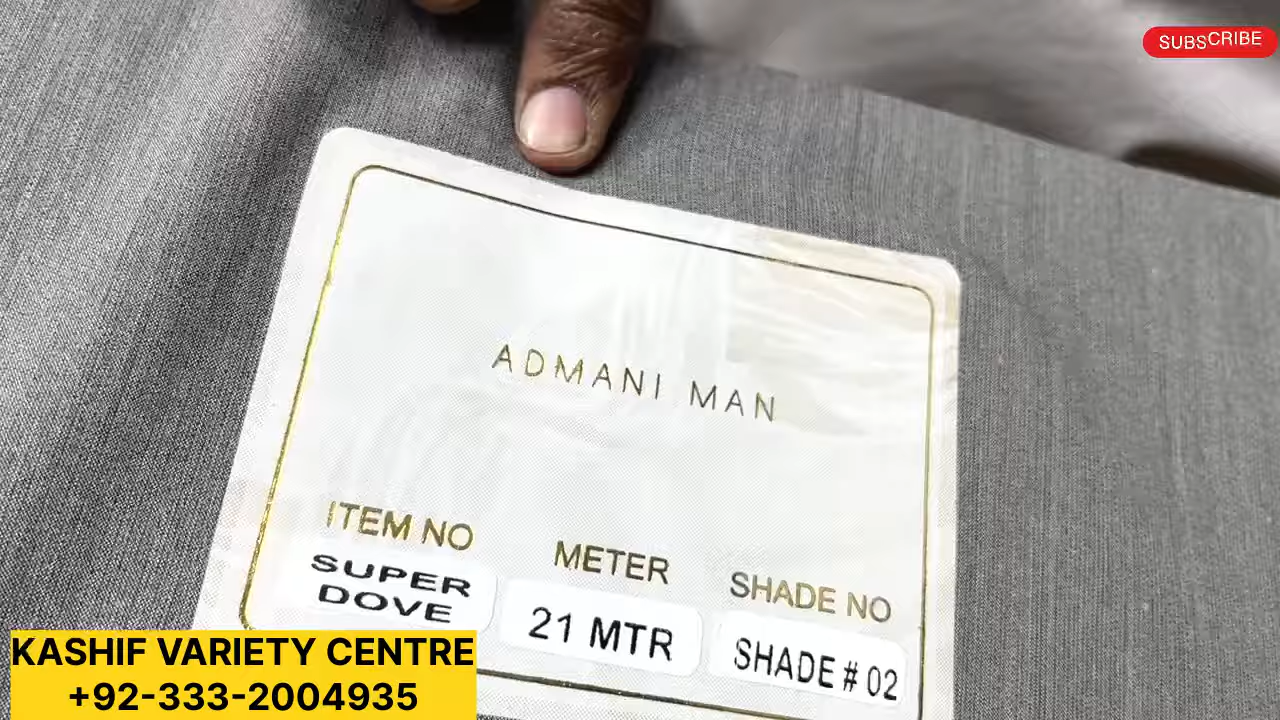 SUBSCRIBE
ADMANI MAN
ITEM NO METER SHADE NO
SUPER DOVE 21 MTR SHADE # 02
KASHIF VARIETY CENTRE
+92-333-2004935